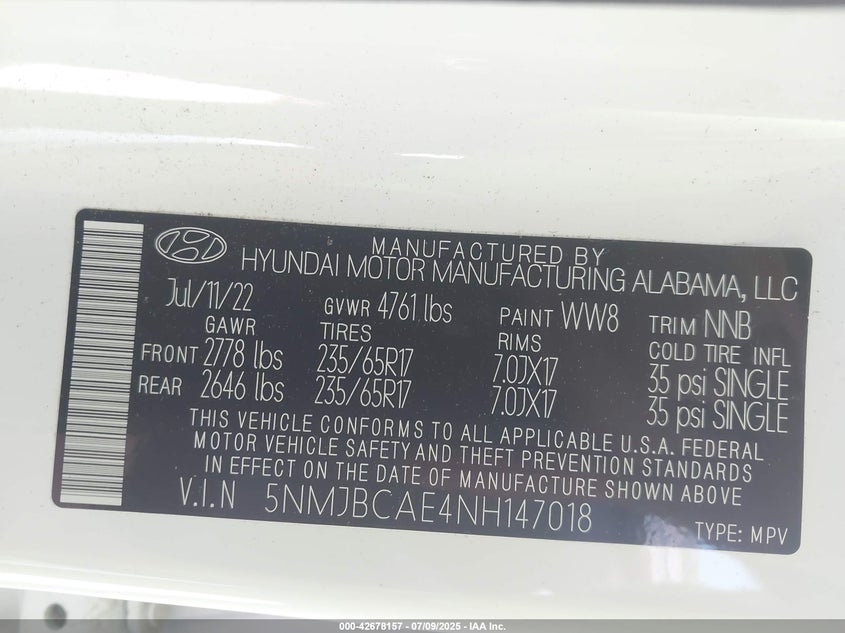 MANUFACTURED BY
HYUNDAI MOTOR MANUFACTURING ALABAMA, LLC
Jul/11/22 GVWR 4761 lbs PAINT WW8 TRIM NNB
GAWR TIRES RIMS COLD TIRE INFL
FRONT 2778 lbs 235/65R17 7.0JX17 35 psi SINGLE
REAR 2646 lbs 235/65R17 7.0JX17 35 psi SINGLE
THIS VEHICLE CONFORMS TO ALL APPLICABLE U.S.A. FEDERAL
MOTOR VEHICLE SAFETY AND THEFT PREVENTION STANDARDS
IN EFFECT ON THE DATE OF MANUFACTURE SHOWN ABOVE
V.I.N 5NMJBCAE4NH147018 TYPE: MPV
000-42678157 - 07/09/2025 - IAA Inc.